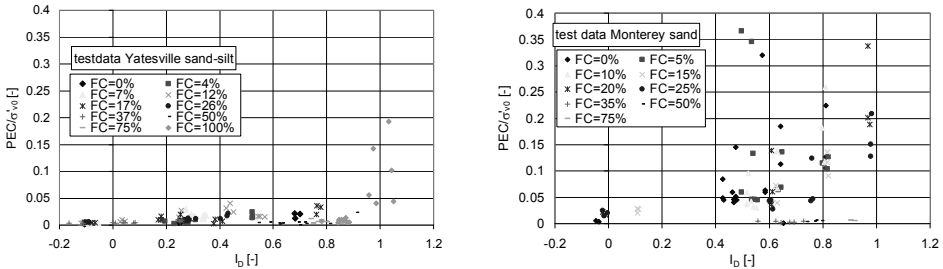 0.4
0.35
0.3
0.25
0.2
0.15
0.1
0.05
0
PEC/σ'v0 [-]
testdata Yatesville sand-silt
FC=0% FC=4%
FC=7% FC=12%
FC=17% FC=26%
FC=37% FC=50%
FC=75% FC=100%
-0.2 0 0.2 0.4 0.6 0.8 1 1.2
ID [-]
0.4
0.35
0.3
0.25
0.2
0.15
0.1
0.05
0
PEC/σ'v0 [-]
test data Monterey sand
FC=0% FC=5%
FC=10% FC=15%
FC=20% FC=25%
FC=35% FC=50%
FC=75%
-0.2 0 0.2 0.4 0.6 0.8 1 1.2
ID [-]